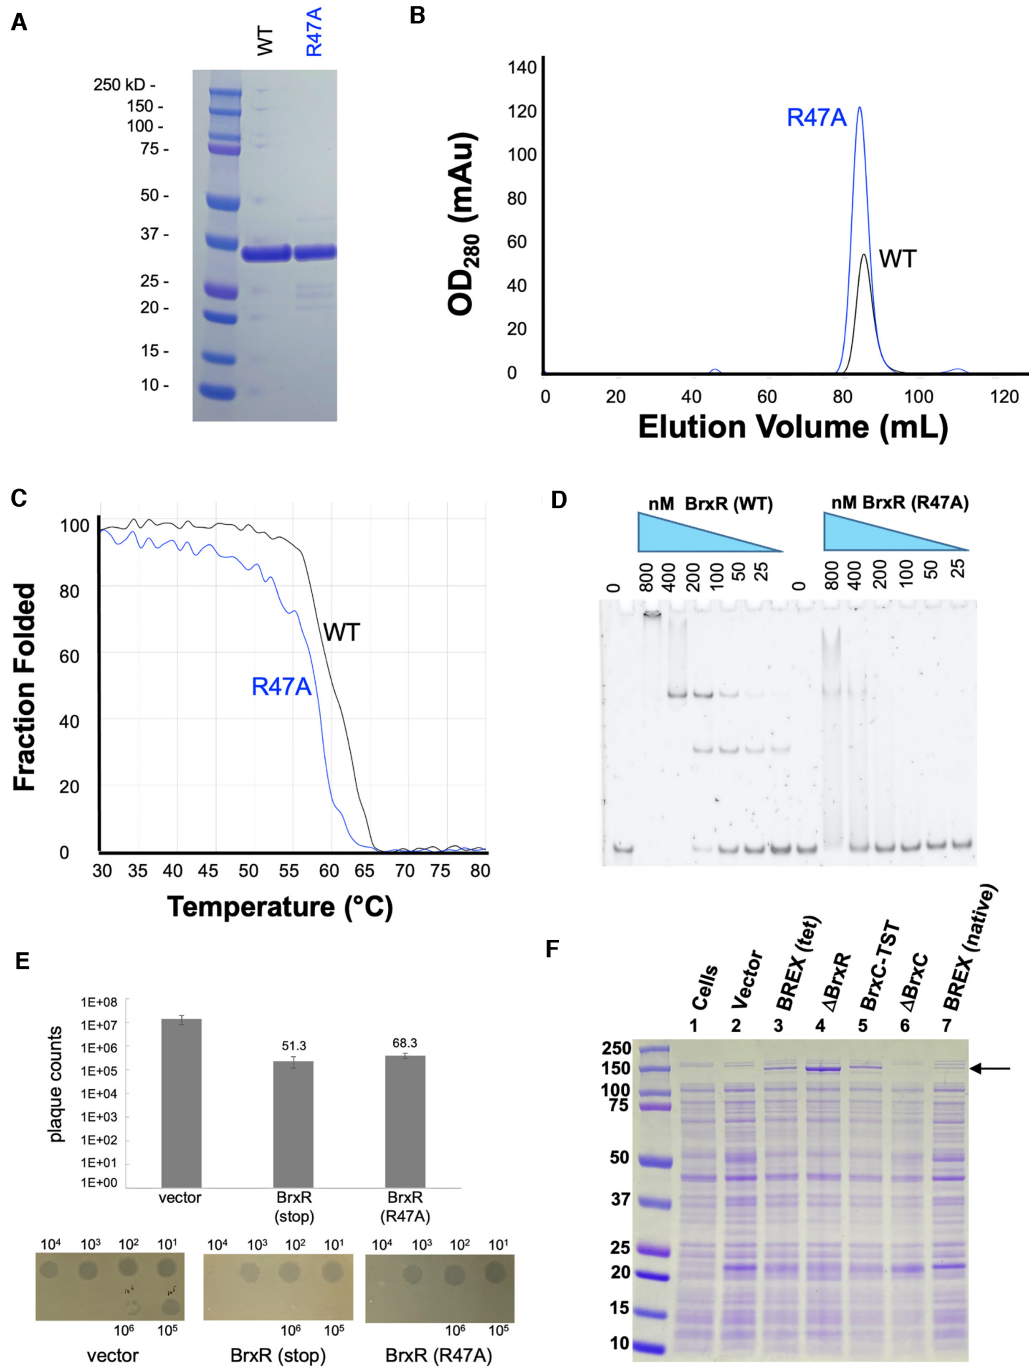 A
WT
R47A
250 kD -
150 -
100 -
75 -
50 -
37 -
25 -
20 -
15 -
10 -
B
OD280 (mAu)
140
120
100
80
60
40
20
0
R47A
WT
0 20 40 60 80 100 120
Elution Volume (mL)
C
Fraction Folded
100
80
60
40
20
0
WT
R47A
30 35 40 45 50 55 60 65 70 75 80
Temperature (°C)
D
nM BrxR (WT)
nM BrxR (R47A)
0 800 400 200 100 50 25 0 800 400 200 100 50 25
E
plaque counts
1E+08
1E+07
1E+06
1E+05
1E+04
1E+03
1E+02
1E+01
1E+00
51.3
68.3
vector
BrxR (stop)
BrxR (R47A)
10⁴ 10³ 10² 10¹
10⁶ 10⁵
vector
10⁴ 10³ 10² 10¹
10⁶ 10⁵
BrxR (stop)
10⁴ 10³ 10² 10¹
10⁶ 10⁵
BrxR (R47A)
F
Cells
Vector
BREX (tet)
ΔBrxR
BrxC-TST
ΔBrxC
BREX (native)
1 2 3 4 5 6 7
250
150
100
75
50
37
25
20
15
10